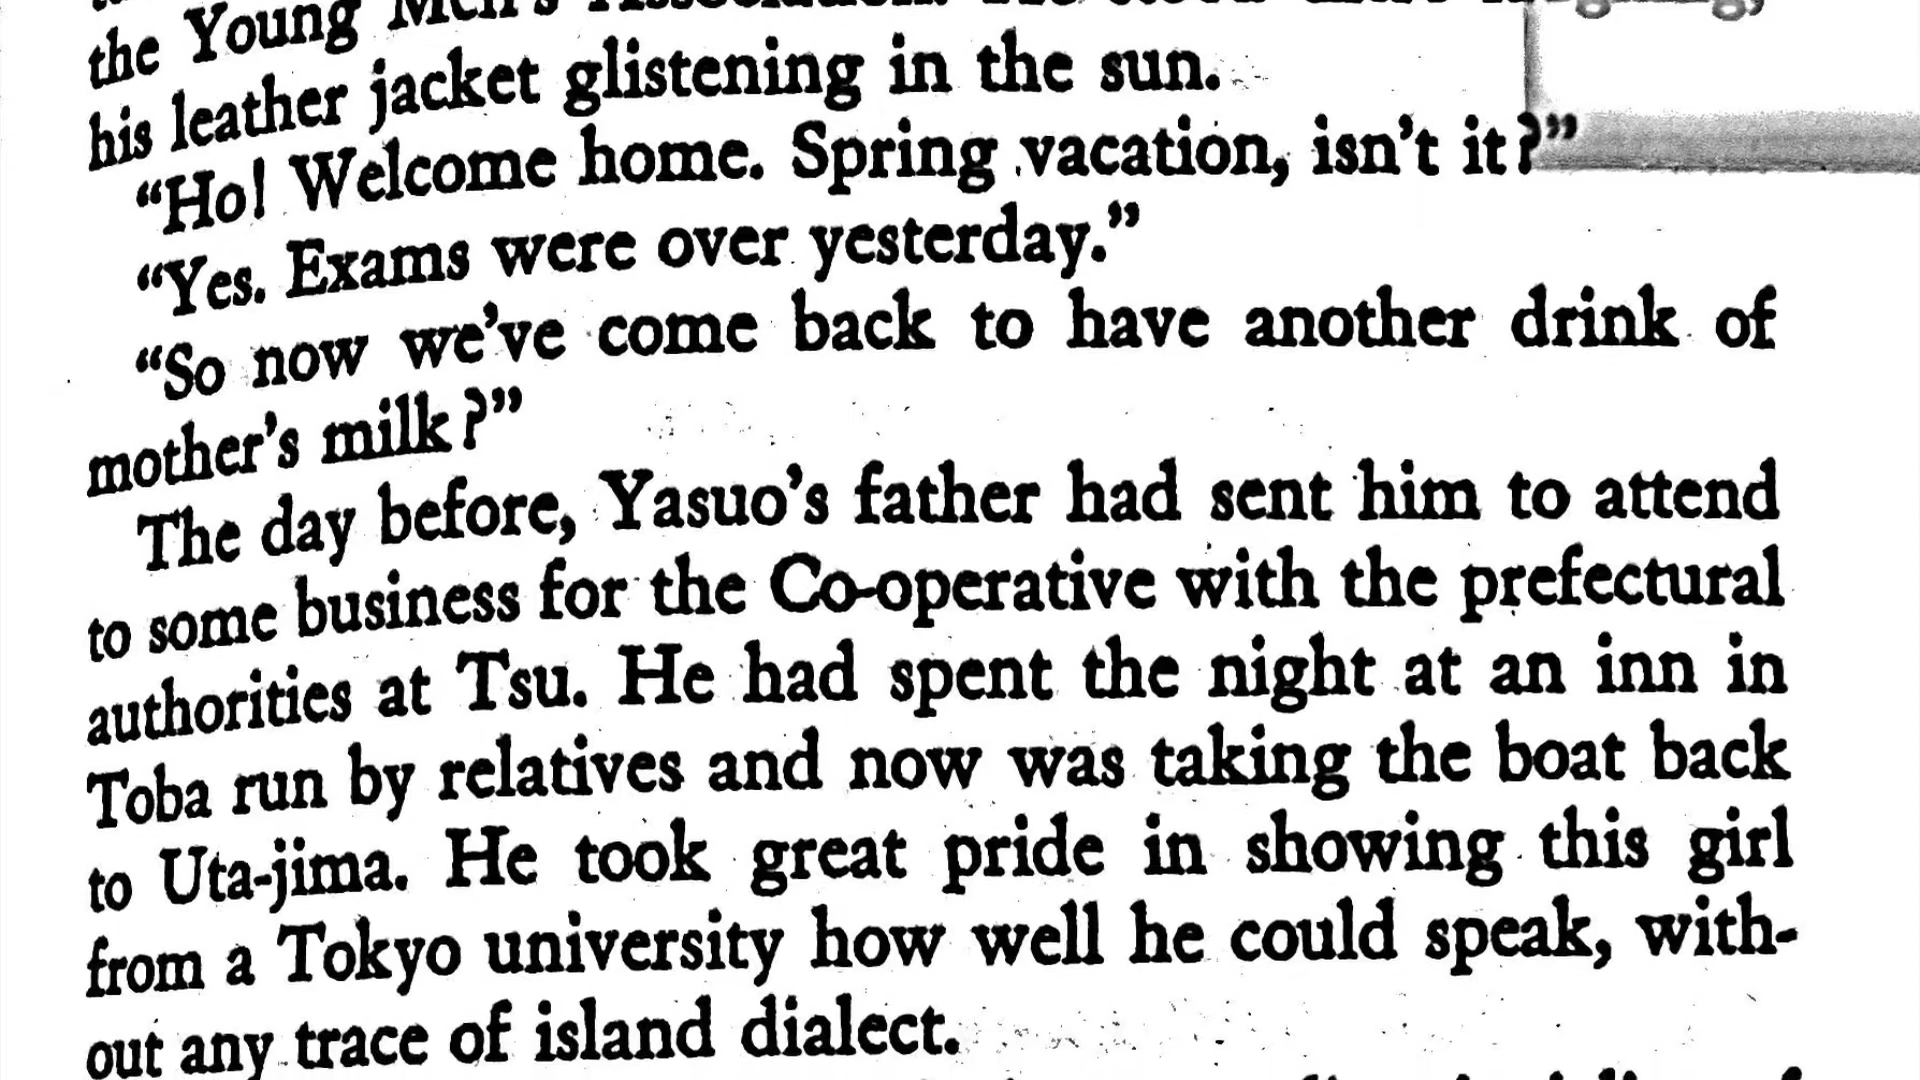 the Young Men's Association.
his leather jacket glistening in the sun.
“Ho! Welcome home. Spring vacation, isn't it?”
“Yes. Exams were over yesterday.”
“So now we've come back to have another drink of
mother's milk?”
The day before, Yasuo's father had sent him to attend
to some business for the Co-operative with the prefectural
authorities at Tsu. He had spent the night at an inn in
Toba run by relatives and now was taking the boat back
to Uta-jima. He took great pride in showing this girl
from a Tokyo university how well he could speak, with-
out any trace of island dialect.